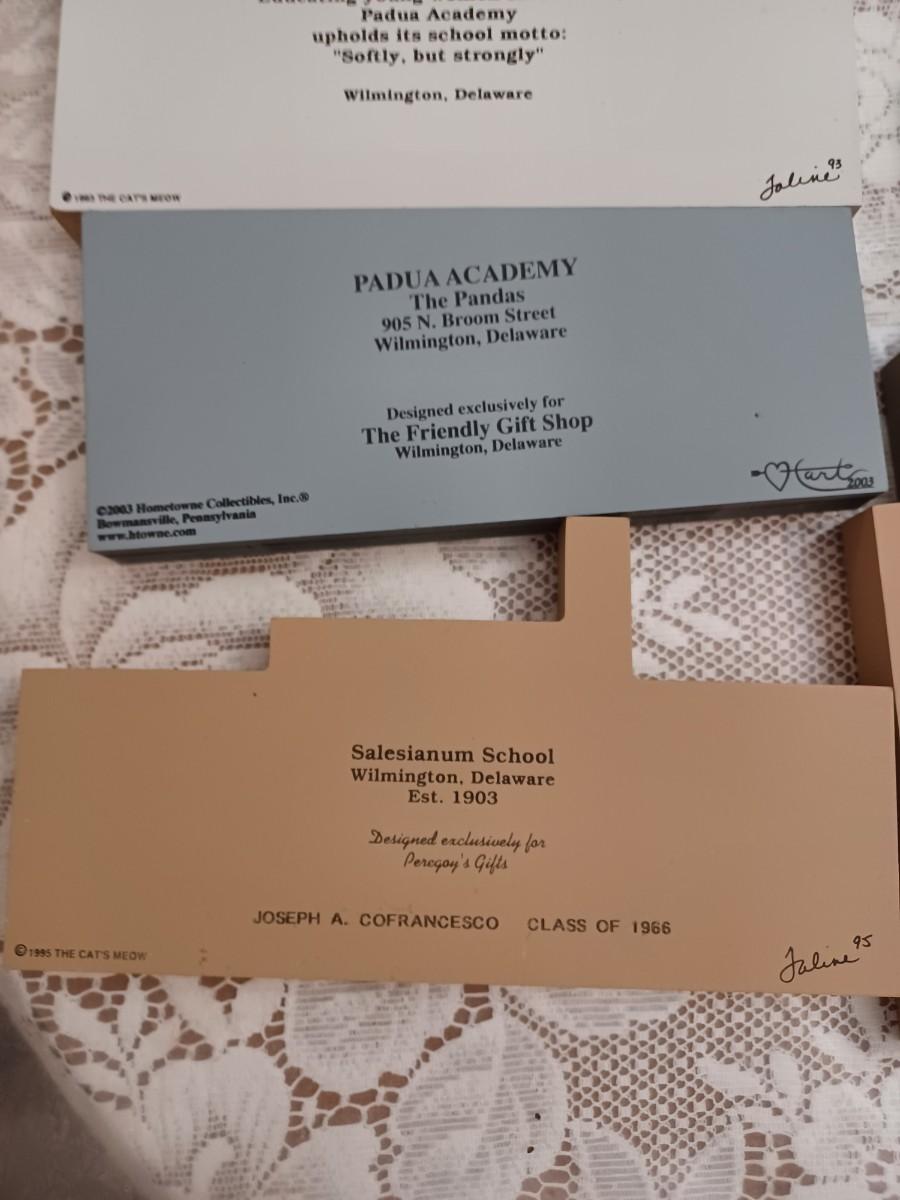 Padua Academy
upholds its school motto:
"Softly, but strongly"
Wilmington, Delaware
© 1993 THE CAT'S MEOW
Faline 93
PADUA ACADEMY
The Pandas
905 N. Broom Street
Wilmington, Delaware
Designed exclusively for
The Friendly Gift Shop
Wilmington, Delaware
©2003 Hometowne Collectibles, Inc.®
Bowmansville, Pennsylvania
www.htowne.com
Hart 2003
Salesianum School
Wilmington, Delaware
Est. 1903
Designed exclusively for
Peregoy's Gifts
JOSEPH A. COFRANCESCO CLASS OF 1966
© 1995 THE CAT'S MEOW
Faline 95